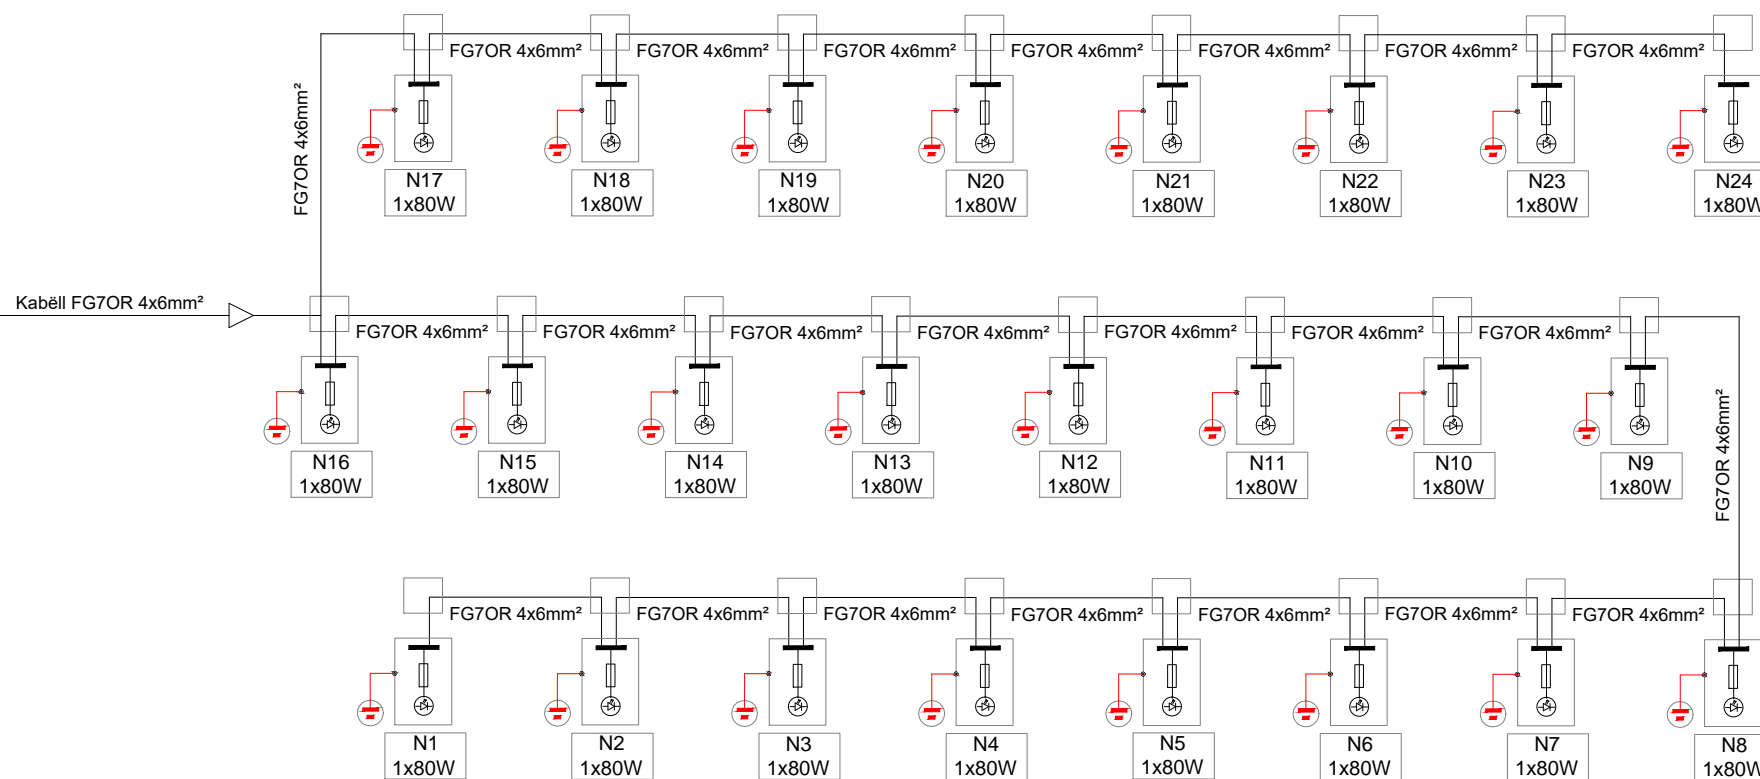 FG7OR 4x6mm²
FG7OR 4x6mm²
FG7OR 4x6mm²
FG7OR 4x6mm²
FG7OR 4x6mm²
FG7OR 4x6mm²
FG7OR 4x6mm²
FG7OR 4x6mm²
N17
1x80W
N18
1x80W
N19
1x80W
N20
1x80W
N21
1x80W
N22
1x80W
N23
1x80W
N24
1x80W
Kabëll FG7OR 4x6mm²
FG7OR 4x6mm²
FG7OR 4x6mm²
FG7OR 4x6mm²
FG7OR 4x6mm²
FG7OR 4x6mm²
FG7OR 4x6mm²
FG7OR 4x6mm²
FG7OR 4x6mm²
N16
1x80W
N15
1x80W
N14
1x80W
N13
1x80W
N12
1x80W
N11
1x80W
N10
1x80W
N9
1x80W
FG7OR 4x6mm²
FG7OR 4x6mm²
FG7OR 4x6mm²
FG7OR 4x6mm²
FG7OR 4x6mm²
FG7OR 4x6mm²
FG7OR 4x6mm²
N1
1x80W
N2
1x80W
N3
1x80W
N4
1x80W
N5
1x80W
N6
1x80W
N7
1x80W
N8
1x80W